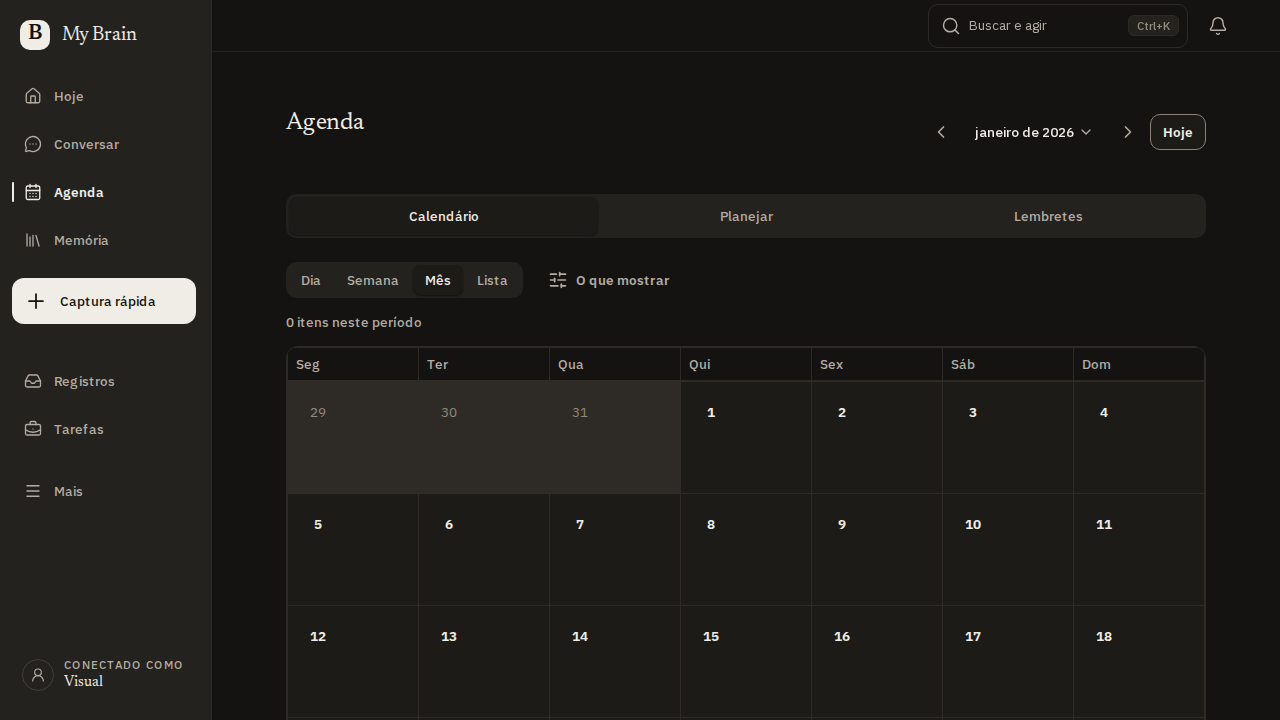 B My Brain
Buscar e agir Ctrl+K
Hoje
Conversar
Agenda
Memória
Captura rápida
Registros
Tarefas
Mais
CONECTADO COMO
Visual
Agenda
janeiro de 2026 Hoje
Calendário Planejar Lembretes
Dia Semana Mês Lista O que mostrar
0 itens neste período
Seg Ter Qua Qui Sex Sáb Dom
29 30 31 1 2 3 4
5 6 7 8 9 10 11
12 13 14 15 16 17 18